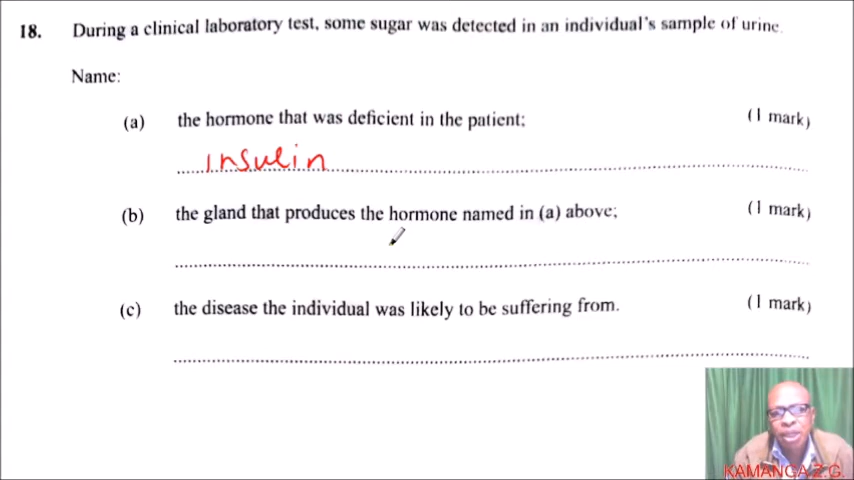 18. During a clinical laboratory test, some sugar was detected in an individual's sample of urine.
Name:
(a) the hormone that was deficient in the patient; (1 mark)
Insulin
(b) the gland that produces the hormone named in (a) above; (1 mark)
(c) the disease the individual was likely to be suffering from. (1 mark)
KAMANGA Z.G.